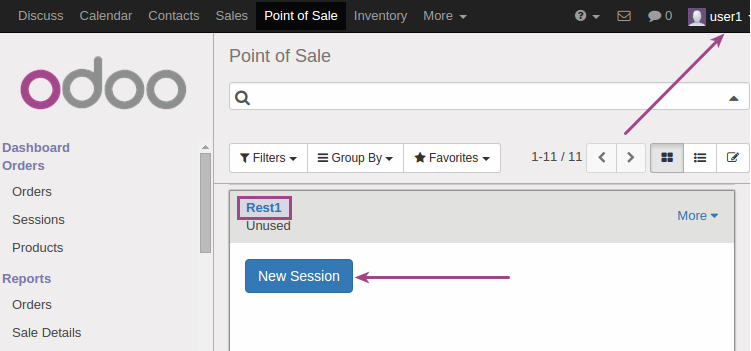 Discuss Calendar Contacts Sales Point of Sale Inventory More 0 user1
odoo
Point of Sale
Dashboard
Orders
Orders
Sessions
Products
Reports
Orders
Sale Details
Filters Group By Favorites 1-11 / 11
Rest1
Unused
More
New Session